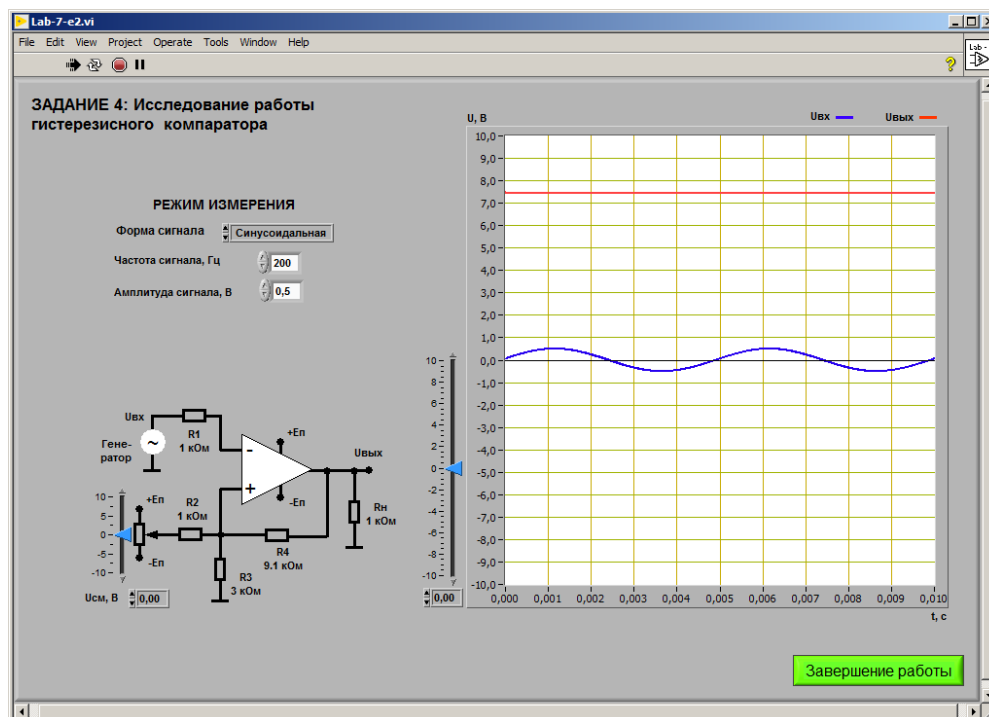 Lab-7-e2.vi
File Edit View Project Operate Tools Window Help
Lab -
ЗАДАНИЕ 4: Исследование работы
гистерезисного компаратора
РЕЖИМ ИЗМЕРЕНИЯ
Форма сигнала Синусоидальная
Частота сигнала, Гц 200
Амплитуда сигнала, В 0,5
Uвх
Гене-
ратор
~
R1
1 кОм
-
+
+Еп
-Еп
Uвых
Rн
1 кОм
10
5
0
-5
-10
+Еп
-Еп
R2
1 кОм
R4
9.1 кОм
R3
3 кОм
Uсм, В 0,00
10
8
6
4
2
0
-2
-4
-6
-8
-10
0,00
U, В
Uвх Uвых
10,0
9,0
8,0
7,0
6,0
5,0
4,0
3,0
2,0
1,0
0,0
-1,0
-2,0
-3,0
-4,0
-5,0
-6,0
-7,0
-8,0
-9,0
-10,0
0,000 0,001 0,002 0,003 0,004 0,005 0,006 0,007 0,008 0,009 0,010
t, с
Завершение работы